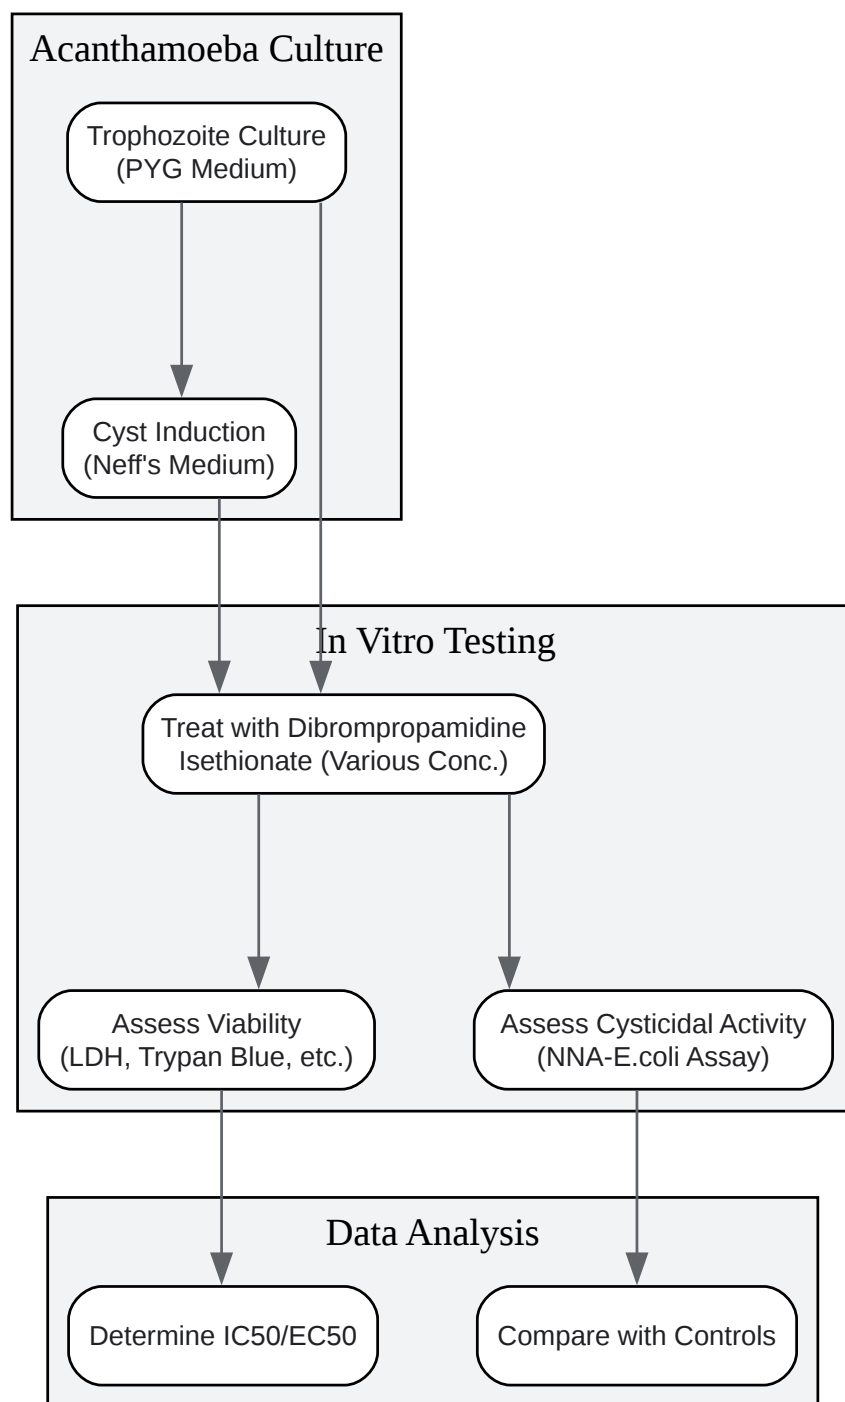 Acanthamoeba Culture
Trophozoite Culture
(PYG Medium)
Cyst Induction
(Neff's Medium)
In Vitro Testing
Treat with Dibrompropamidine
Isethionate (Various Conc.)
Assess Viability
(LDH, Trypan Blue, etc.)
Assess Cysticidal Activity
(NNA-E.coli Assay)
Data Analysis
Determine IC50/EC50
Compare with Controls